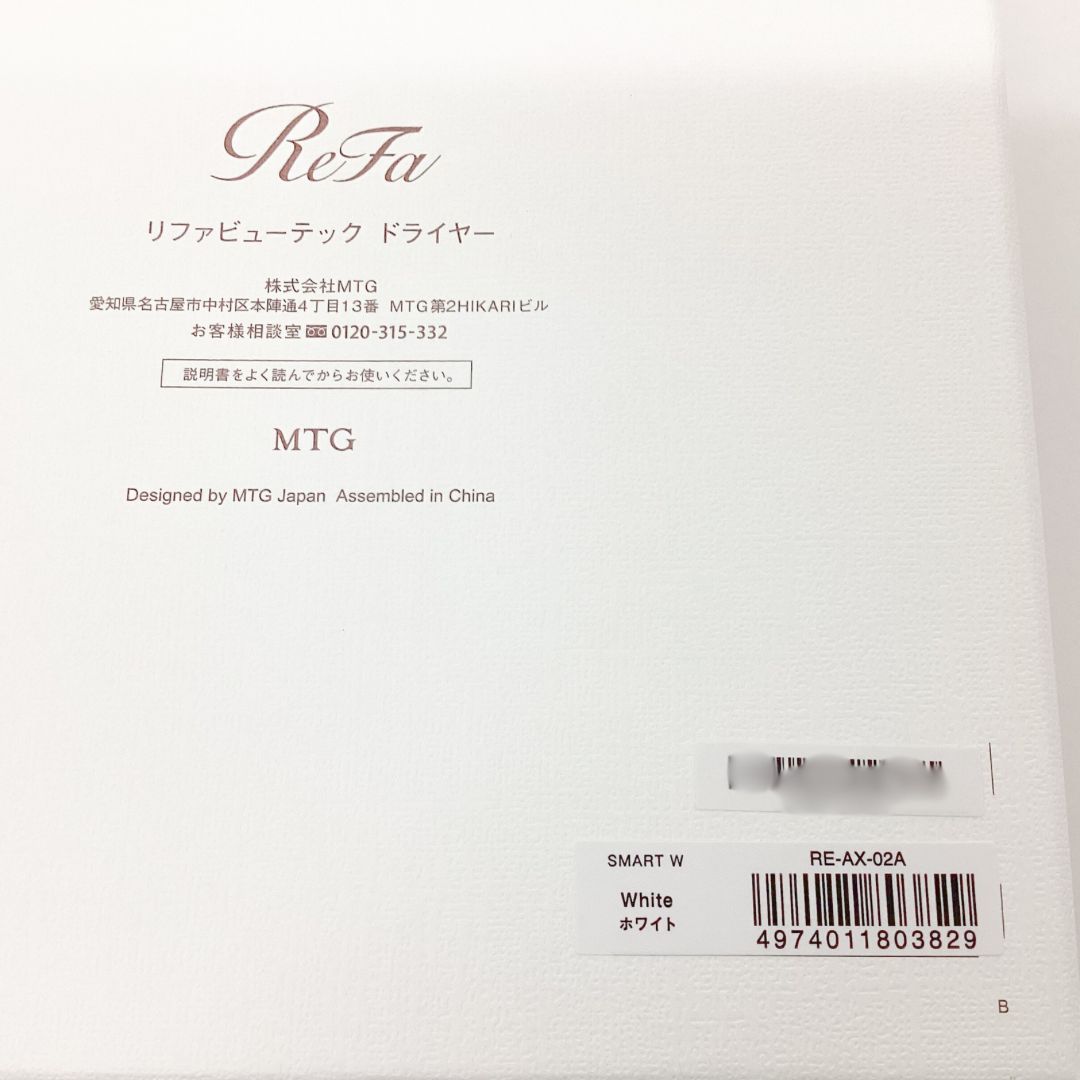 ReFa
リファビューテック ドライヤー
株式会社MTG
愛知県名古屋市中村区本陣通4丁目13番 MTG第2HIKARIビル
お客様相談室 0120-315-332
説明書をよく読んでからお使いください。
MTG
Designed by MTG Japan Assembled in China
SMART W
RE-AX-02A
White
ホワイト
4974011803829
B